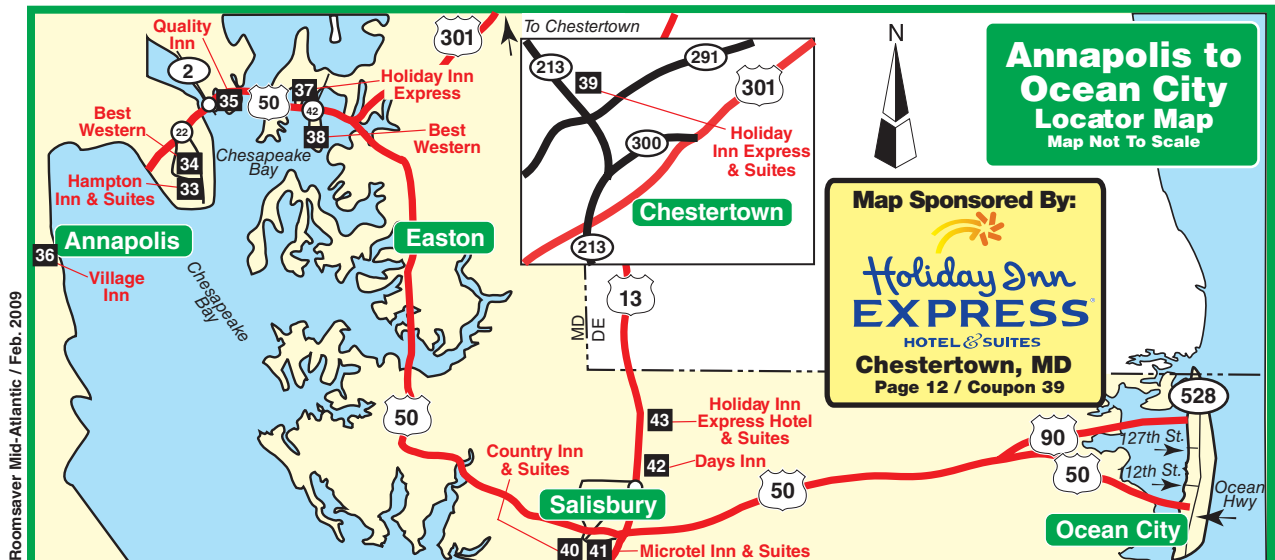 Annapolis to
Ocean City
Locator Map
Map Not To Scale
N
To Chestertown
213
39
291
301
300
Holiday
Inn Express
& Suites
Chestertown
213
Quality
Inn
2
35
50
37
Holiday Inn
Express
301
42
38
Best
Western
22
Best
Western
34
Hampton
Inn & Suites
33
Chesapeake
Bay
Annapolis
36
Village
Inn
Chesapeake
Bay
Easton
50
13
MD
DE
Map Sponsored By:
Holiday Inn
EXPRESS®
HOTEL & SUITES
Chestertown, MD
Page 12 / Coupon 39
43
Holiday Inn
Express Hotel
& Suites
42
Days Inn
Country Inn
& Suites
Salisbury
40
41
Microtel Inn & Suites
50
90
50
528
127th St.
12th St.
Ocean
Hwy
Ocean City
Roomsaver Mid-Atlantic / Feb. 2009